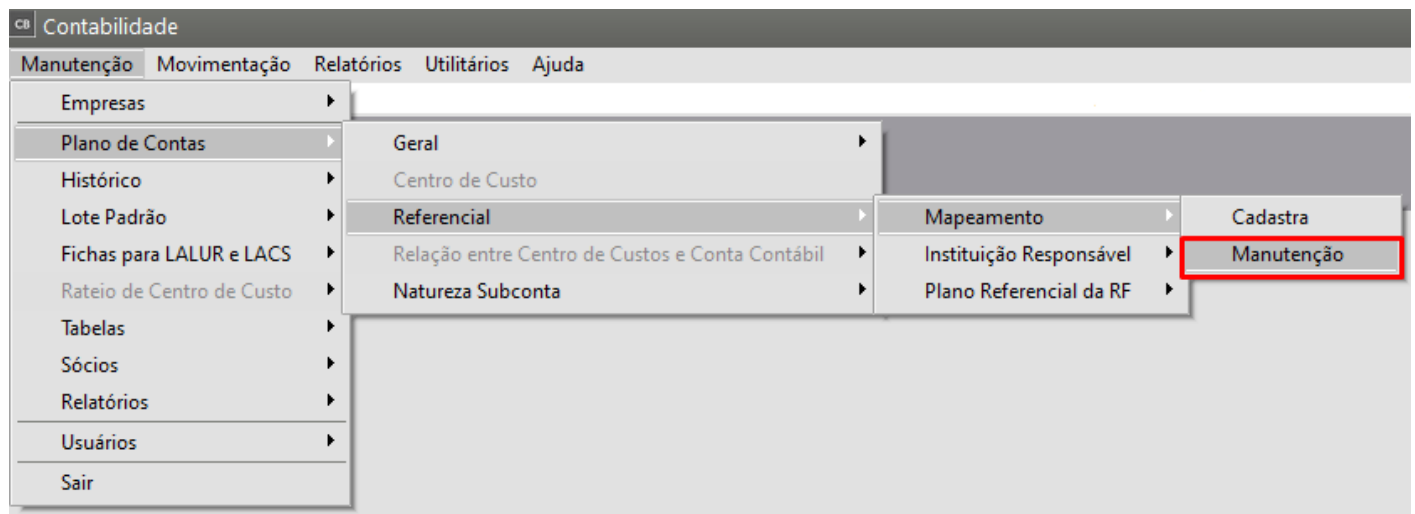 CB Contabilidade
Manutenção Movimentação Relatórios Utilitários Ajuda
Empresas
Plano de Contas
Histórico
Lote Padrão
Fichas para LALUR e LACS
Rateio de Centro de Custo
Tabelas
Sócios
Relatórios
Usuários
Sair
Geral
Centro de Custo
Referencial
Relação entre Centro de Custos e Conta Contábil
Natureza Subconta
Mapeamento
Instituição Responsável
Plano Referencial da RF
Cadastra
Manutenção